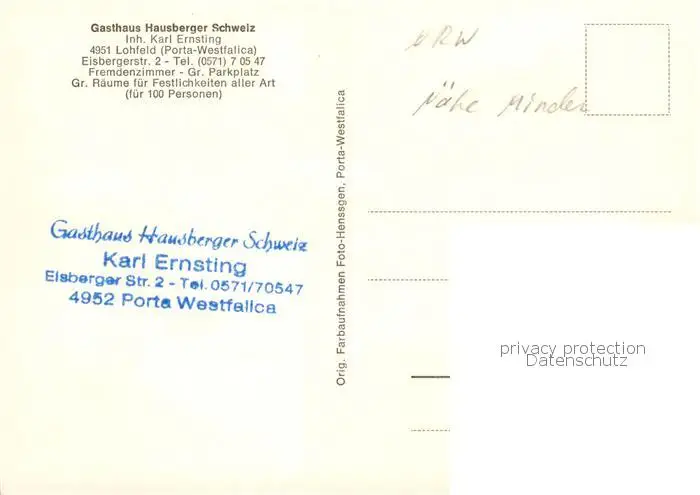 Gasthaus Hausberger Schweiz
Inh. Karl Ernsting
4951 Lohfeld (Porta-Westfalica)
Eisbergerstr. 2 - Tel. (0571) 7 05 47
Fremdenzimmer - Gr. Parkplatz
Gr. Räume für Festlichkeiten aller Art
(für 100 Personen)
NRW
Nähe Minden
Gasthaus Hausberger Schweiz
Karl Ernsting
Eisberger Str. 2 - Tel. 0571/70547
4952 Porta Westfalica
Orig. Farbaufnahmen Foto-Henssgen, Porta-Westfalica
privacy protection
Datenschutz